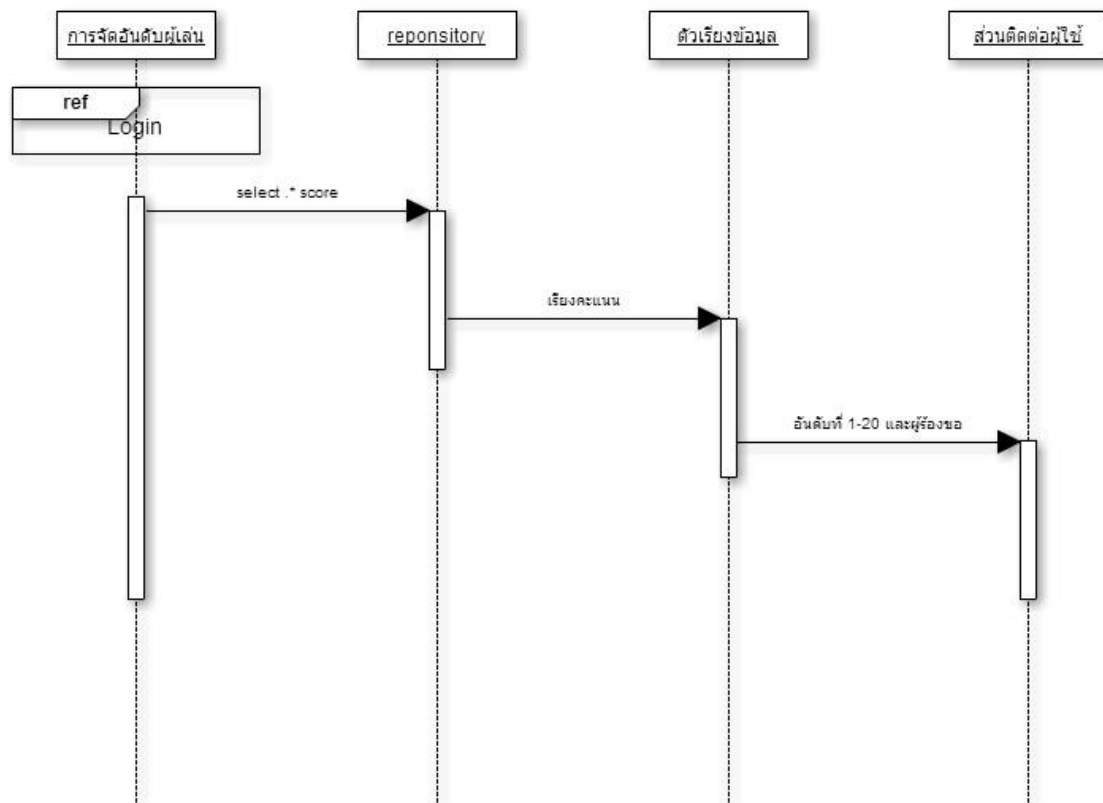 การจัดอันดับผู้เล่น
reponsitory
ตัวเรียงข้อมูล
ส่วนติดต่อผู้ใช้
ref
Login
select .* score
เรียงคะแนน
อันดับที่ 1-20 และผู้ร้องขอ